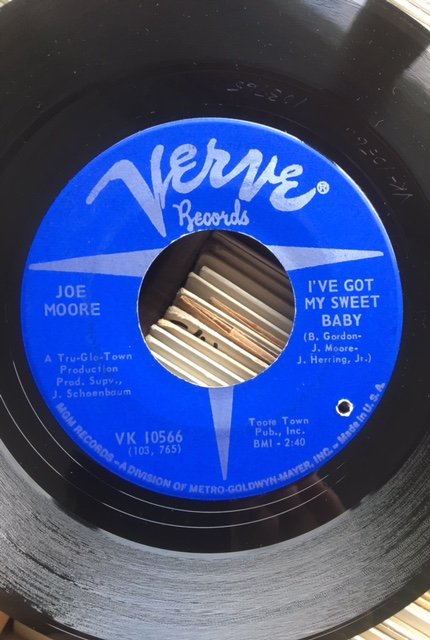 Verve®
Records
JOE
MOORE
A Tru-Glo-Town
Production
Prod. Supv.,
J. Schoenbaum
VK 10566
(103, 765)
I'VE GOT
MY SWEET
BABY
(B. Gordon-
J. Moore-
J. Herring, Jr.)
Toote Town
Pub., Inc.
BMI - 2:40
MGM RECORDS - A DIVISION OF METRO-GOLDWYN-MAYER, INC. - Made in U.S.A.